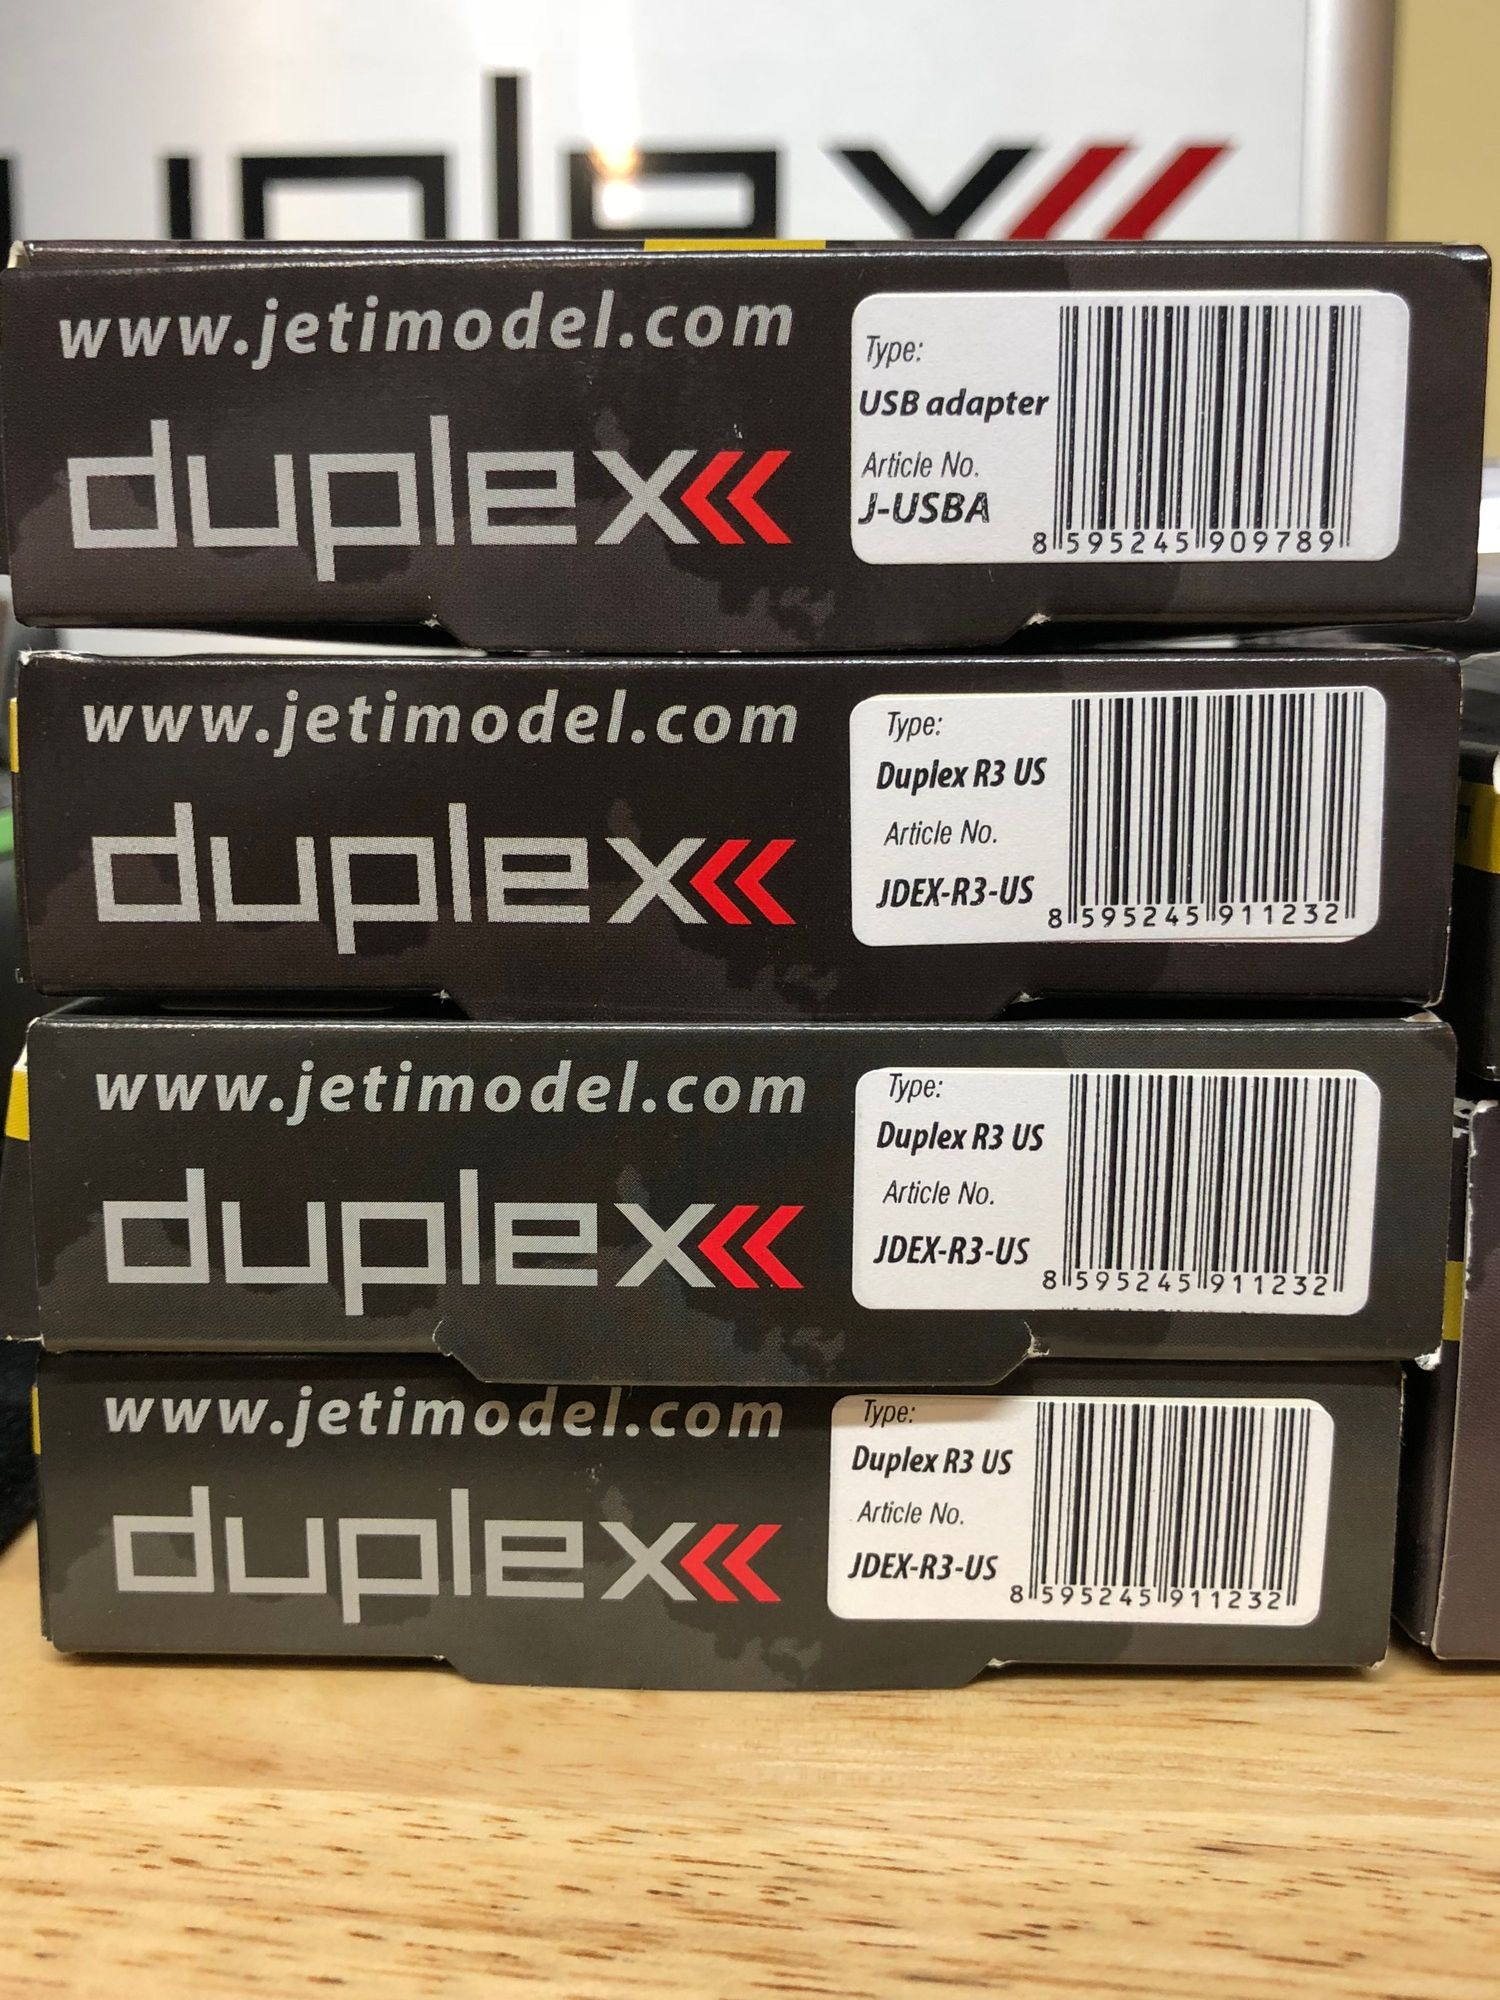 duplex
www.jetimodel.com
duplex
Type:
USB adapter
Article No.
J-USBA
8 595245 909789
www.jetimodel.com
duplex
Type:
Duplex R3 US
Article No.
JDEX-R3-US
8 595245 911232
www.jetimodel.com
duplex
Type:
Duplex R3 US
Article No.
JDEX-R3-US
8 595245 911232
www.jetimodel.com
duplex
Type:
Duplex R3 US
Article No.
JDEX-R3-US
8 595245 911232